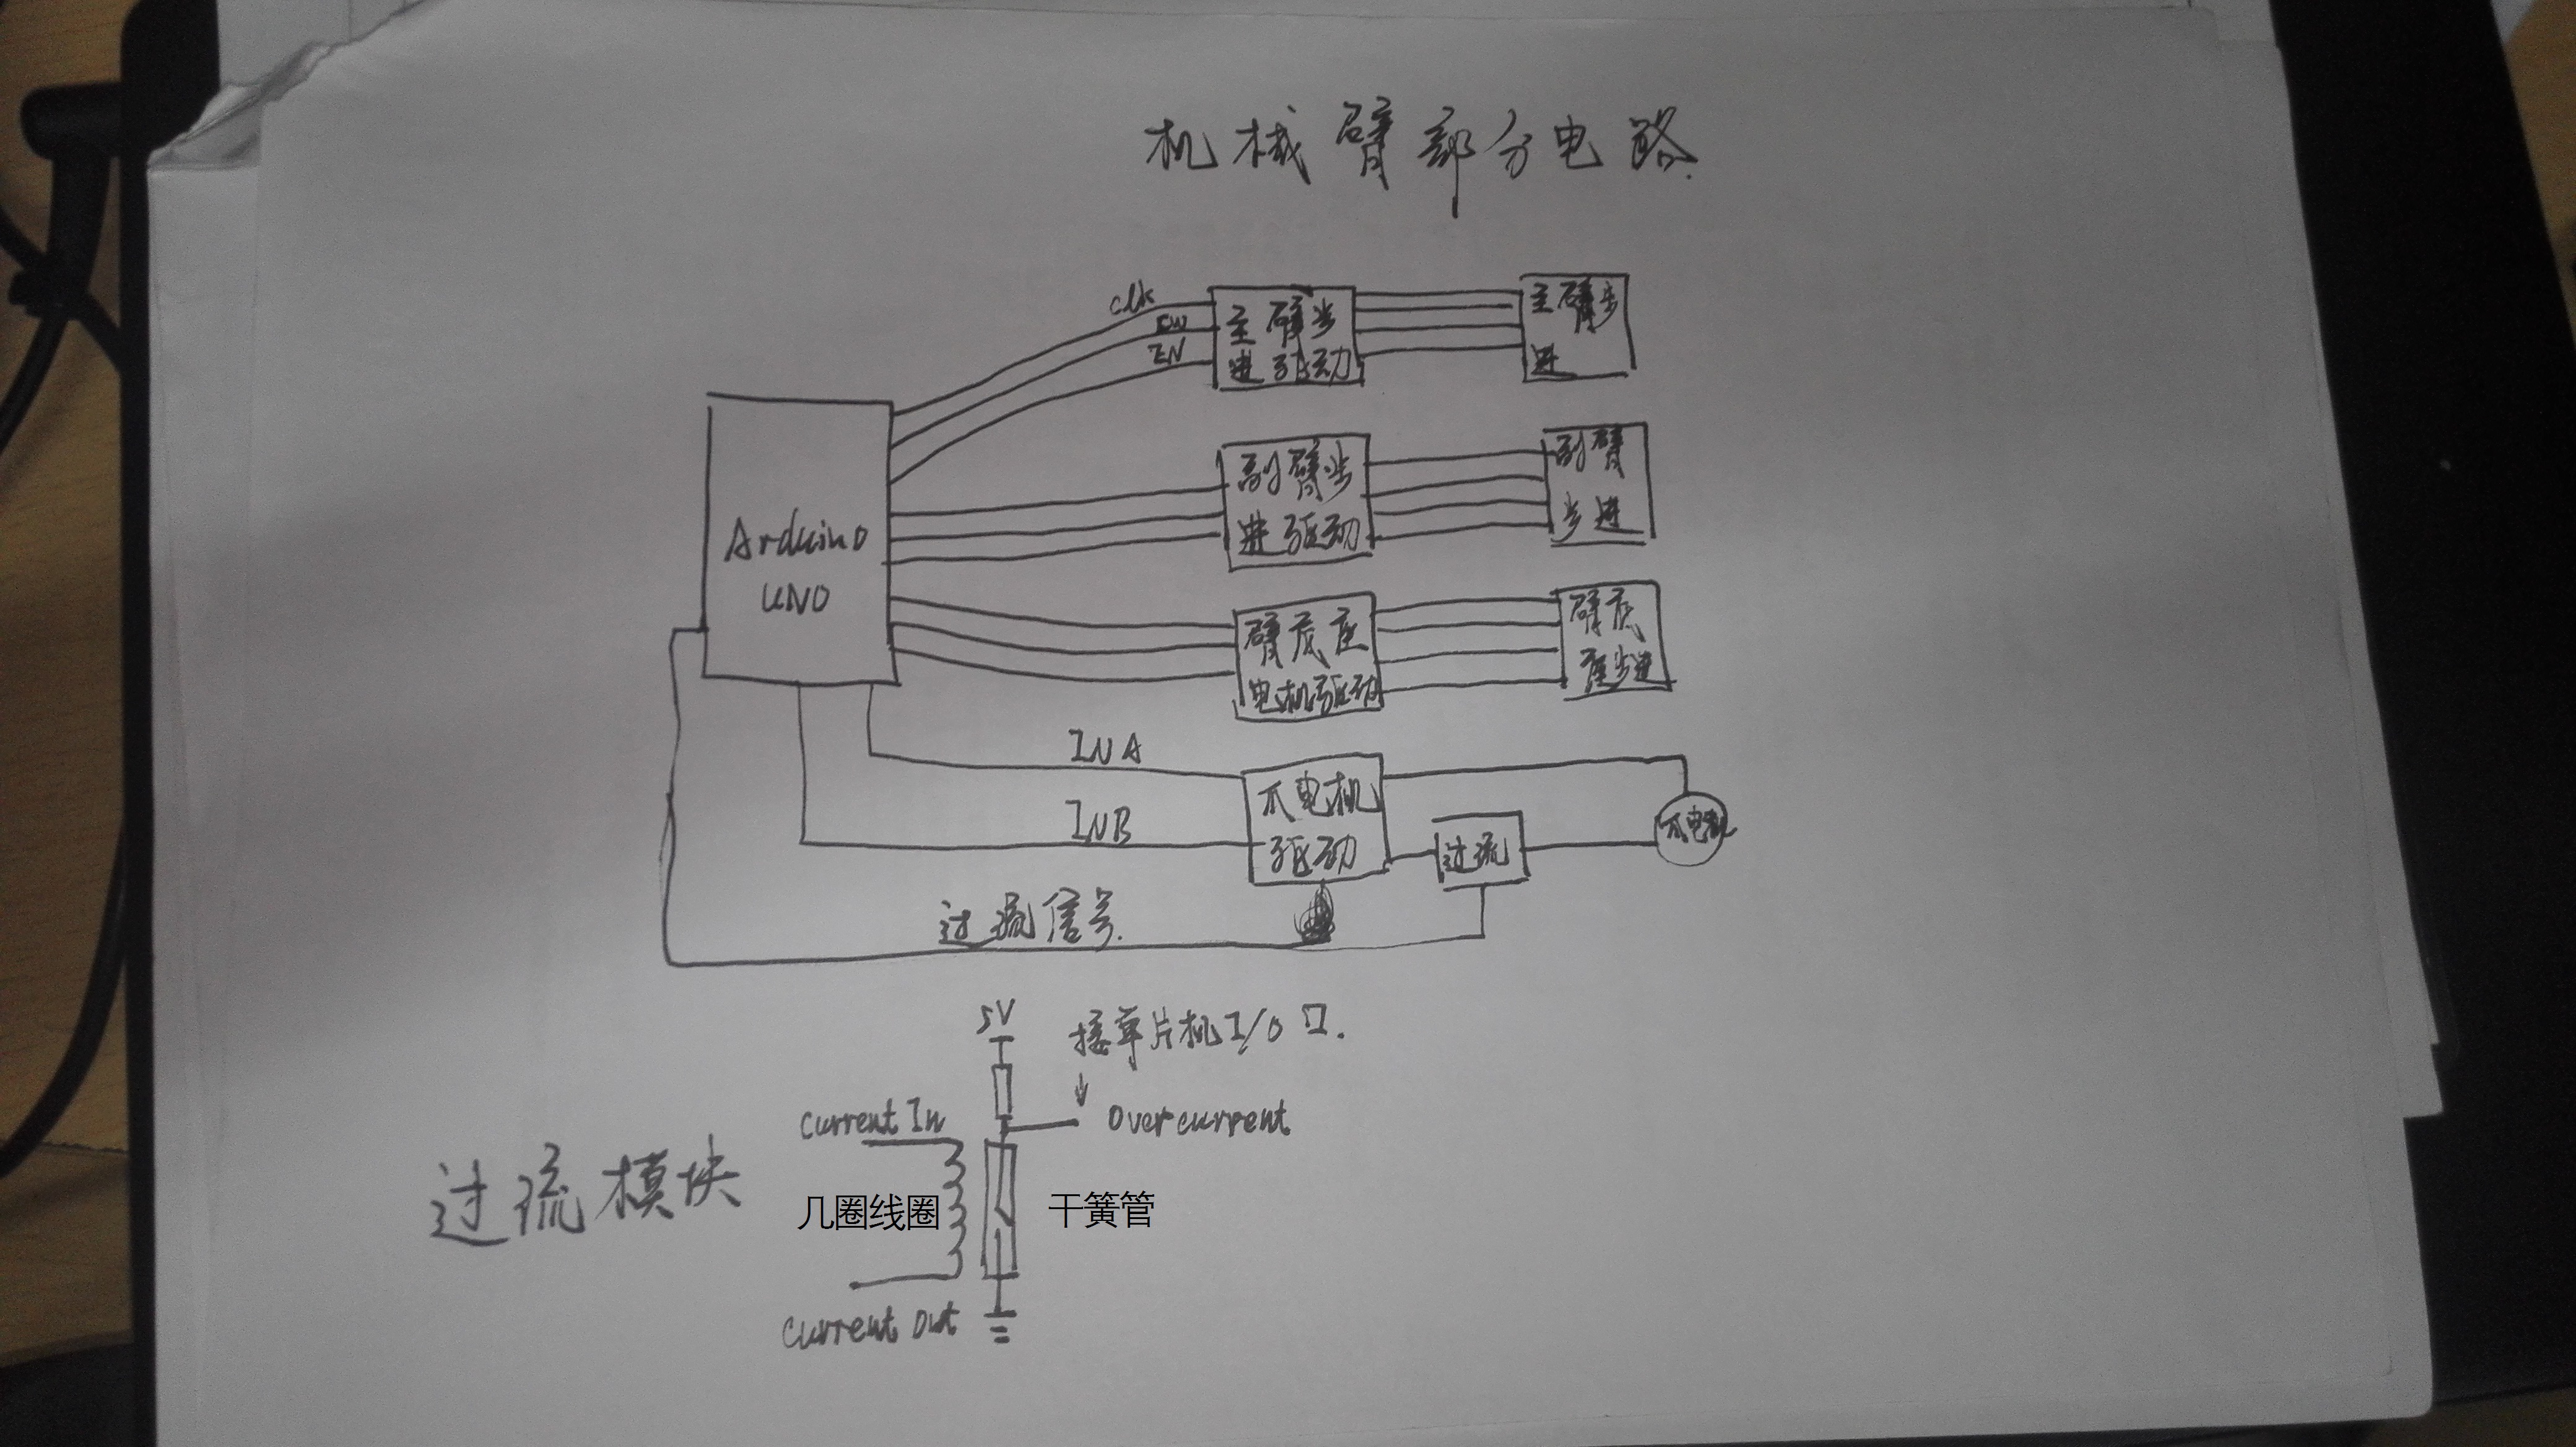 机械臂部分电路
clk
CW
EN
主臂步
进驱动
主臂步
进
副臂步
进驱动
副臂
步进
Arduino
UNO
臂底座
电机驱动
臂底
座步进
INA
INB
爪电机
驱动
过流
爪电机
过流信号.
5V
接单片机I/O口.
Current In
Over current
过流模块
几圈线圈
干簧管
Current Out